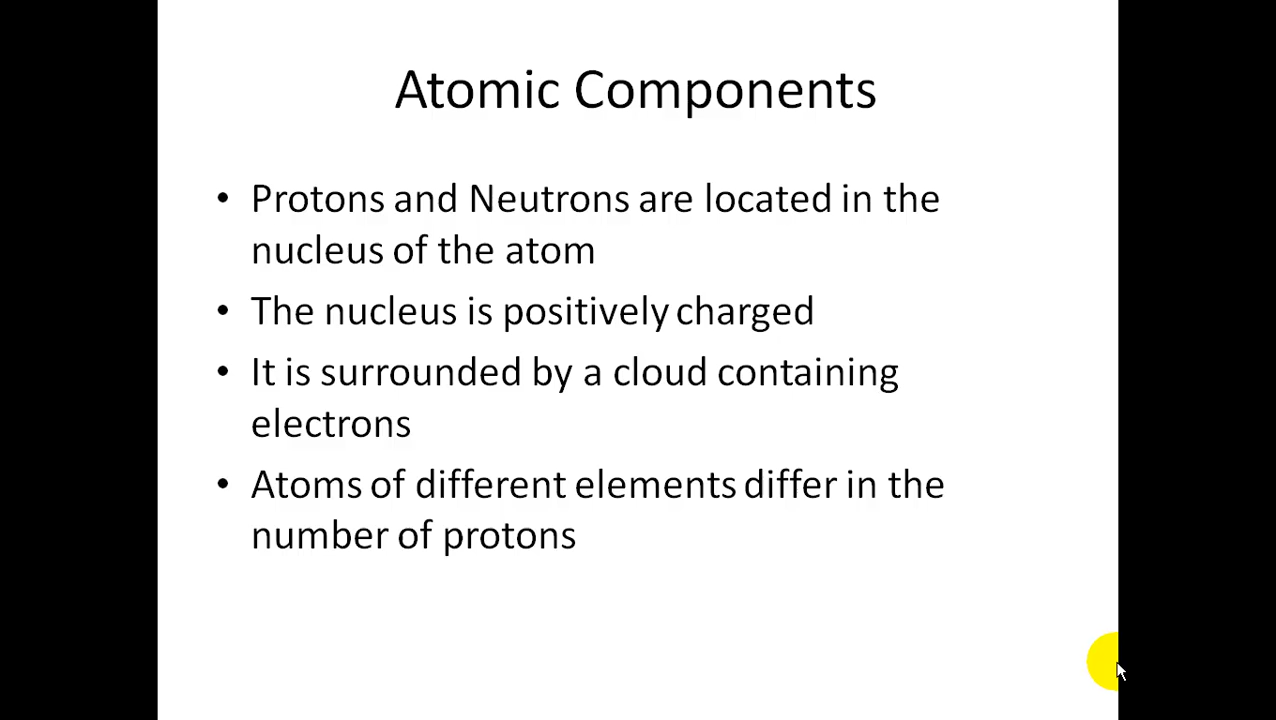 Atomic Components
• Protons and Neutrons are located in the
nucleus of the atom
• The nucleus is positively charged
• It is surrounded by a cloud containing
electrons
• Atoms of different elements differ in the
number of protons